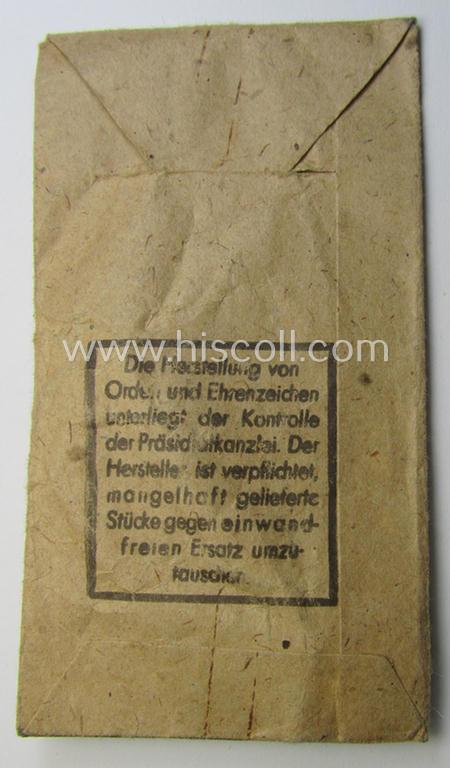 www.hiscoll.com
Die Herstellung von
Orden und Ehrenzeichen
unterliegt der Kontrolle
der Präsidialkanzlei. Der
Hersteller ist verpflichtet,
mangelhaft gelieferte
Stücke gegen einwand-
freien Ersatz umzu-
tauschen.